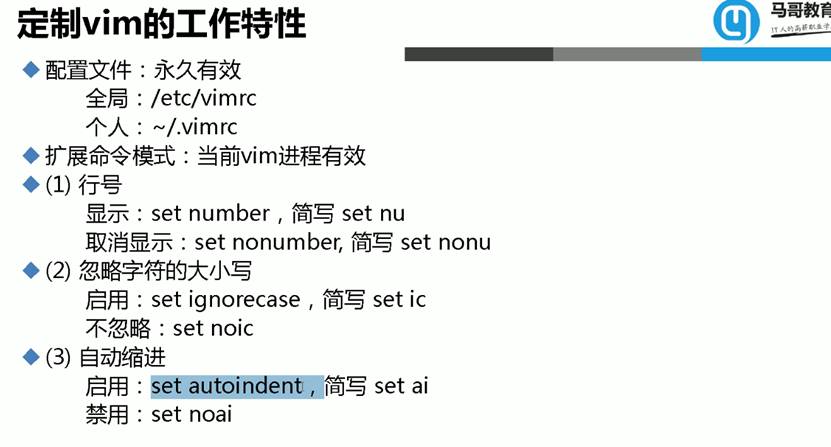 定制vim的工作特性
马哥教育
IT人的高薪职业学
配置文件：永久有效
全局：/etc/vimrc
个人：~/.vimrc
扩展命令模式：当前vim进程有效
(1) 行号
显示：set number，简写 set nu
取消显示：set nonumber, 简写 set nonu
(2) 忽略字符的大小写
启用：set ignorecase，简写 set ic
不忽略：set noic
(3) 自动缩进
启用：set autoindent，简写 set ai
禁用：set noai